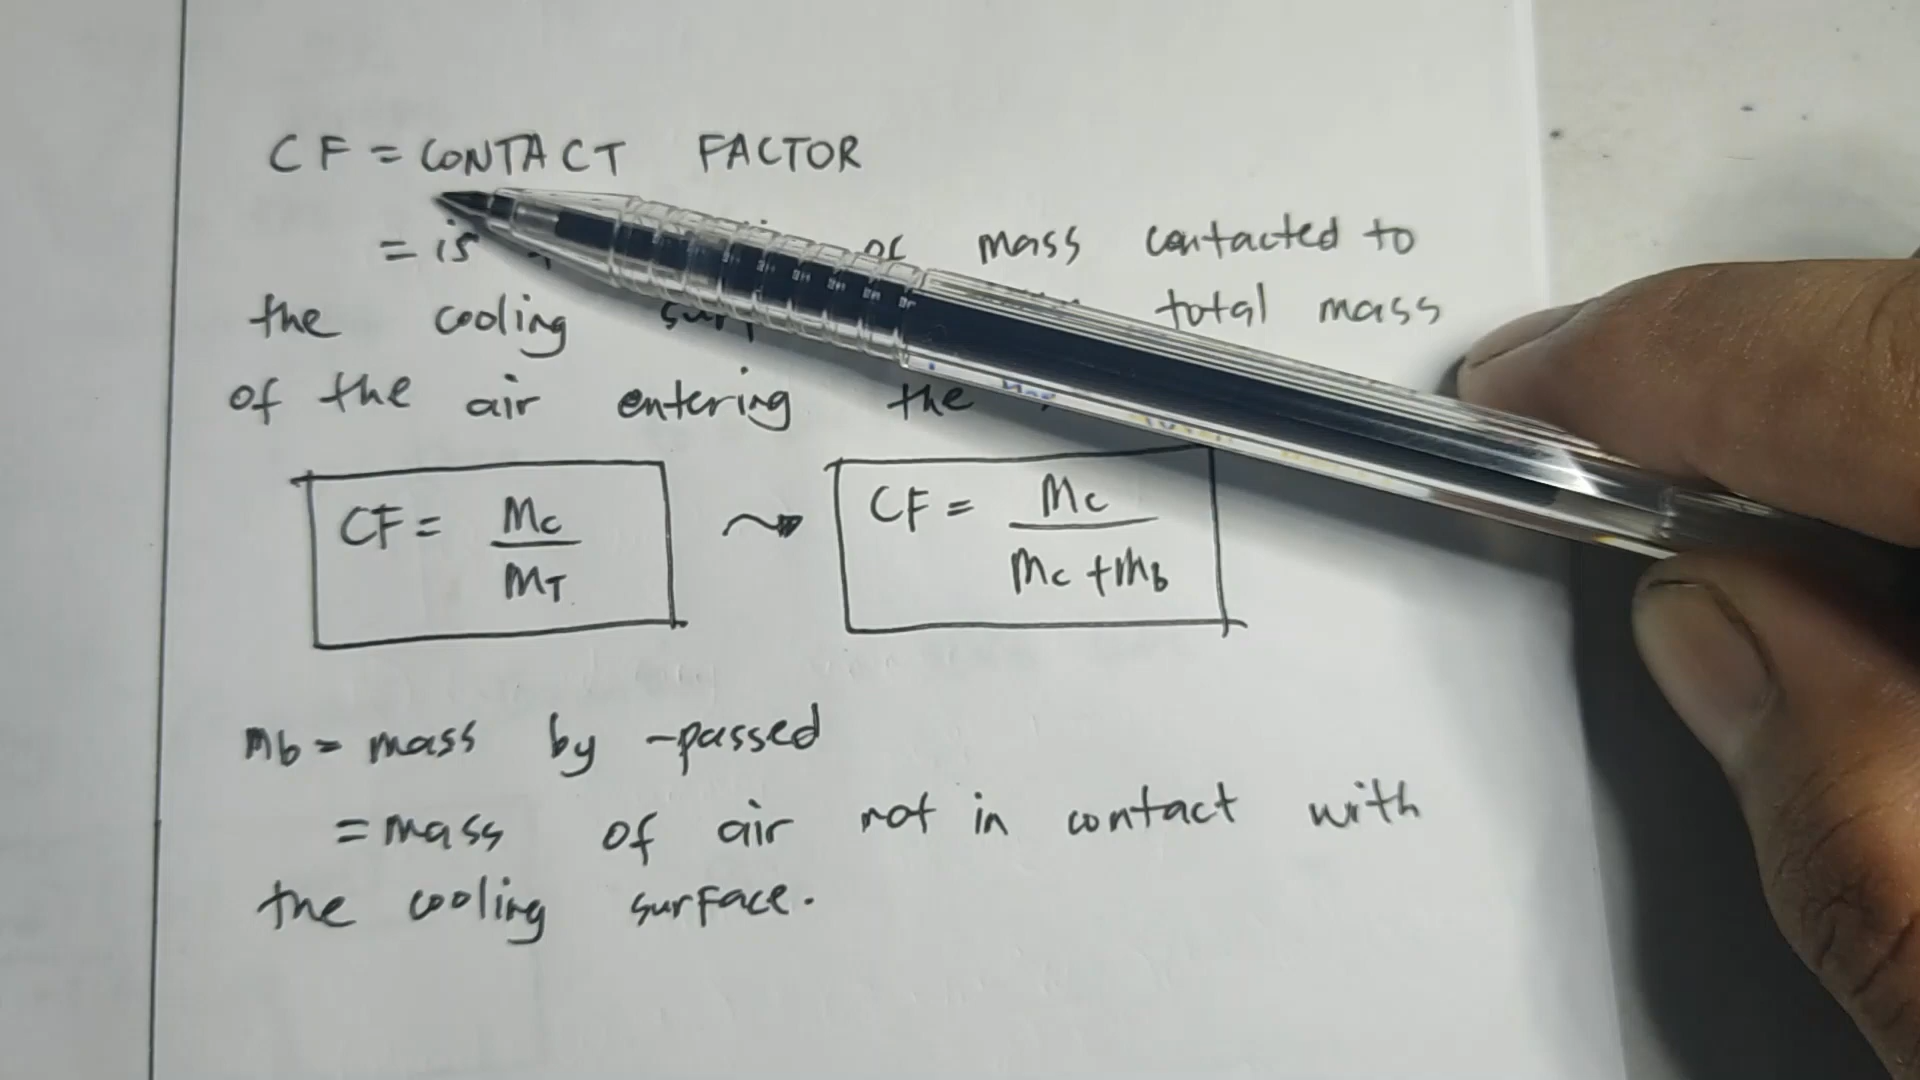 CF = CONTACT FACTOR
= is of mass contacted to
the cooling total mass
of the air entering the
CF = Mc / MT
CF = Mc / Mc + Mb
Mb = mass by-passed
= mass of air not in contact with
the cooling surface.